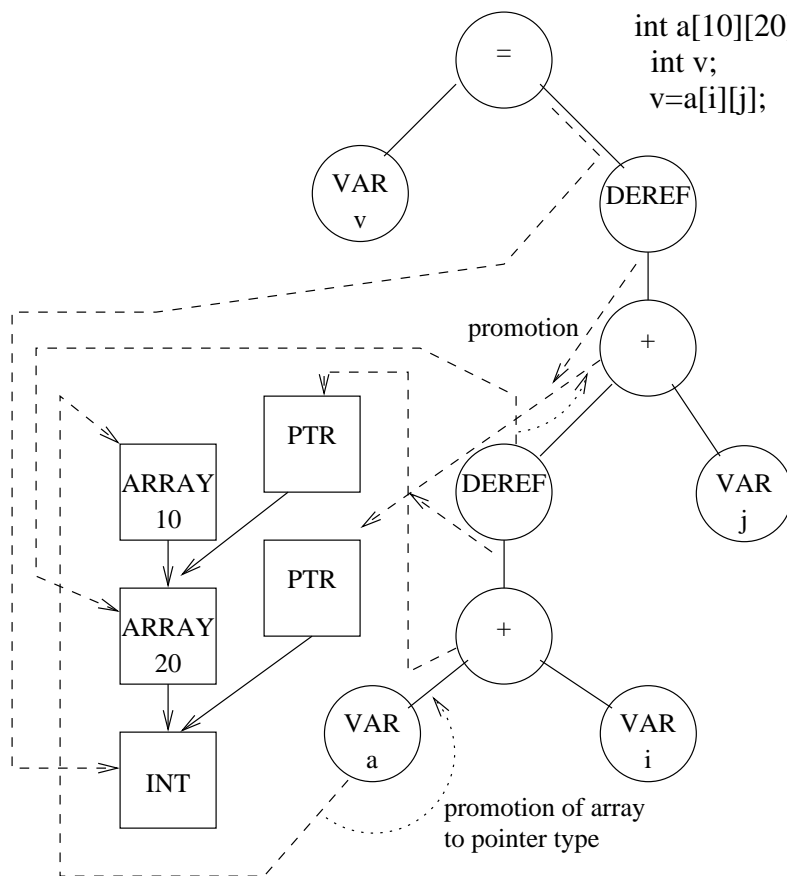 int a[10][20
int v;
v=a[i][j];
=
VAR
v
DEREF
promotion
+
PTR
ARRAY
10
DEREF
VAR
j
PTR
ARRAY
20
+
INT
VAR
a
VAR
i
promotion of array
to pointer type